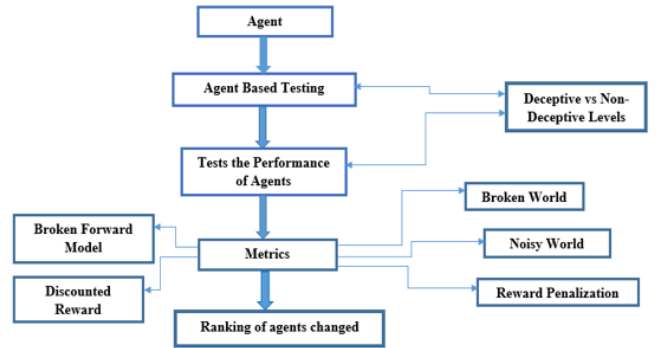 Agent
Agent Based Testing
Deceptive vs Non-
Deceptive Levels
Tests the Performance
of Agents
Broken World
Broken Forward
Model
Metrics
Noisy World
Discounted
Reward
Reward Penalization
Ranking of agents changed